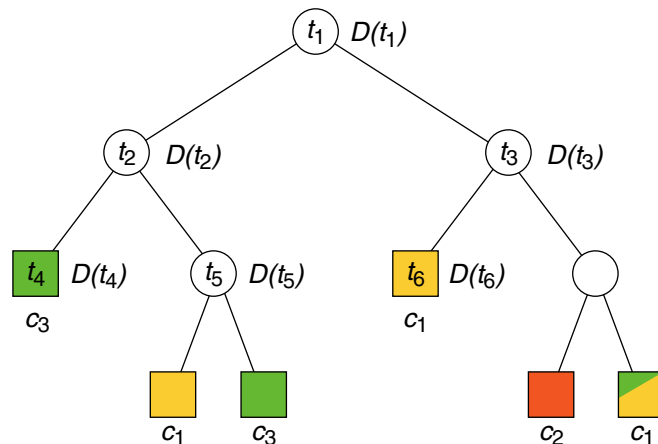 t1 D(t1)
t2 D(t2)
t3 D(t3)
t4 D(t4)
t5 D(t5)
t6 D(t6)
c3
c1
c1
c3
c2
c1